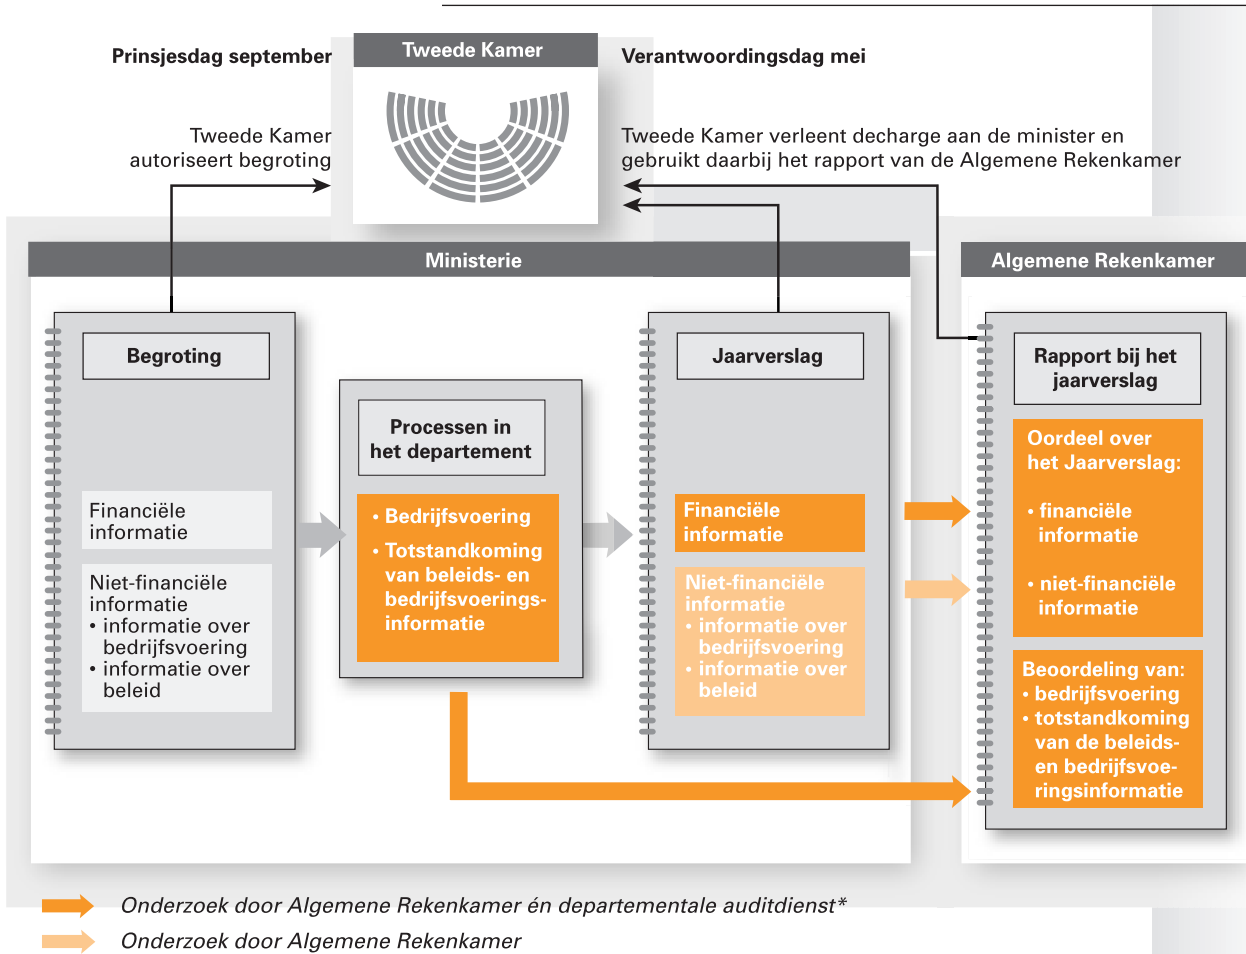 Prinsjesdag september
Tweede Kamer
Verantwoordingsdag mei
Tweede Kamer
autoriseert begroting
Tweede Kamer verleent decharge aan de minister en
gebruikt daarbij het rapport van de Algemene Rekenkamer
Ministerie
Algemene Rekenkamer
Begroting
Financiële
informatie
Niet-financiële
informatie
• informatie over
bedrijfsvoering
• informatie over
beleid
Processen in
het departement
• Bedrijfsvoering
• Totstandkoming
van beleids- en
bedrijfsvoerings-
informatie
Jaarverslag
Financiële
informatie
Niet-financiële
informatie
• informatie over
bedrijfsvoering
• informatie over
beleid
Rapport bij het
jaarverslag
Oordeel over
het Jaarverslag:
• financiële
informatie
• niet-financiële
informatie
Beoordeling van:
• bedrijfsvoering
• totstandkoming
van de beleids-
en bedrijfsvoe-
ringsinformatie
Onderzoek door Algemene Rekenkamer én departementale auditdienst*
Onderzoek door Algemene Rekenkamer